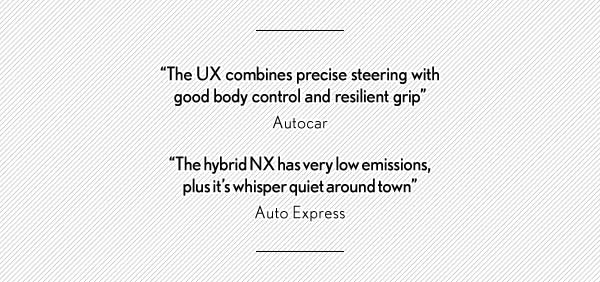 “The UX combines precise steering with
good body control and resilient grip”
Autocar
“The hybrid NX has very low emissions,
plus it’s whisper quiet around town”
Auto Express